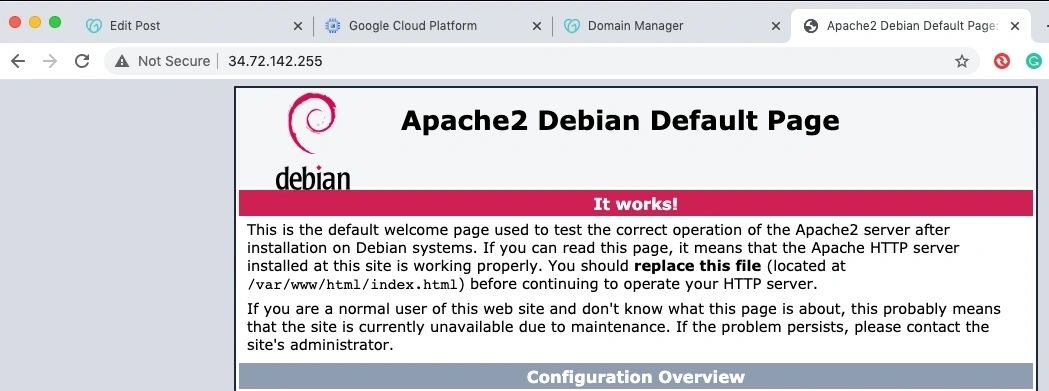 Edit Post
Google Cloud Platform
Domain Manager
Apache2 Debian Default Page:
Not Secure | 34.72.142.255
debian
Apache2 Debian Default Page
It works!
This is the default welcome page used to test the correct operation of the Apache2 server after
installation on Debian systems. If you can read this page, it means that the Apache HTTP server
installed at this site is working properly. You should replace this file (located at
/var/www/html/index.html) before continuing to operate your HTTP server.
If you are a normal user of this web site and don't know what this page is about, this probably means
that the site is currently unavailable due to maintenance. If the problem persists, please contact the
site's administrator.
Configuration Overview